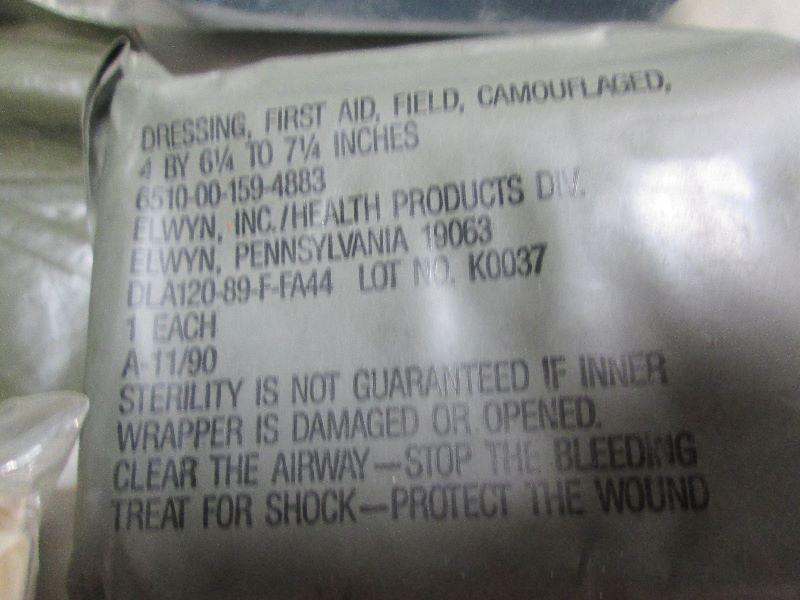 DRESSING, FIRST AID, FIELD, CAMOUFLAGED,
4 BY 6¼ TO 7¼ INCHES
6510-00-159-4883
ELWYN, INC./HEALTH PRODUCTS DIV.
ELWYN, PENNSYLVANIA 19063
DLA120-89-F-FA44 LOT NO. K0037
1 EACH
A-11/90
STERILITY IS NOT GUARANTEED IF INNER
WRAPPER IS DAMAGED OR OPENED.
CLEAR THE AIRWAY—STOP THE BLEEDING
TREAT FOR SHOCK—PROTECT THE WOUND